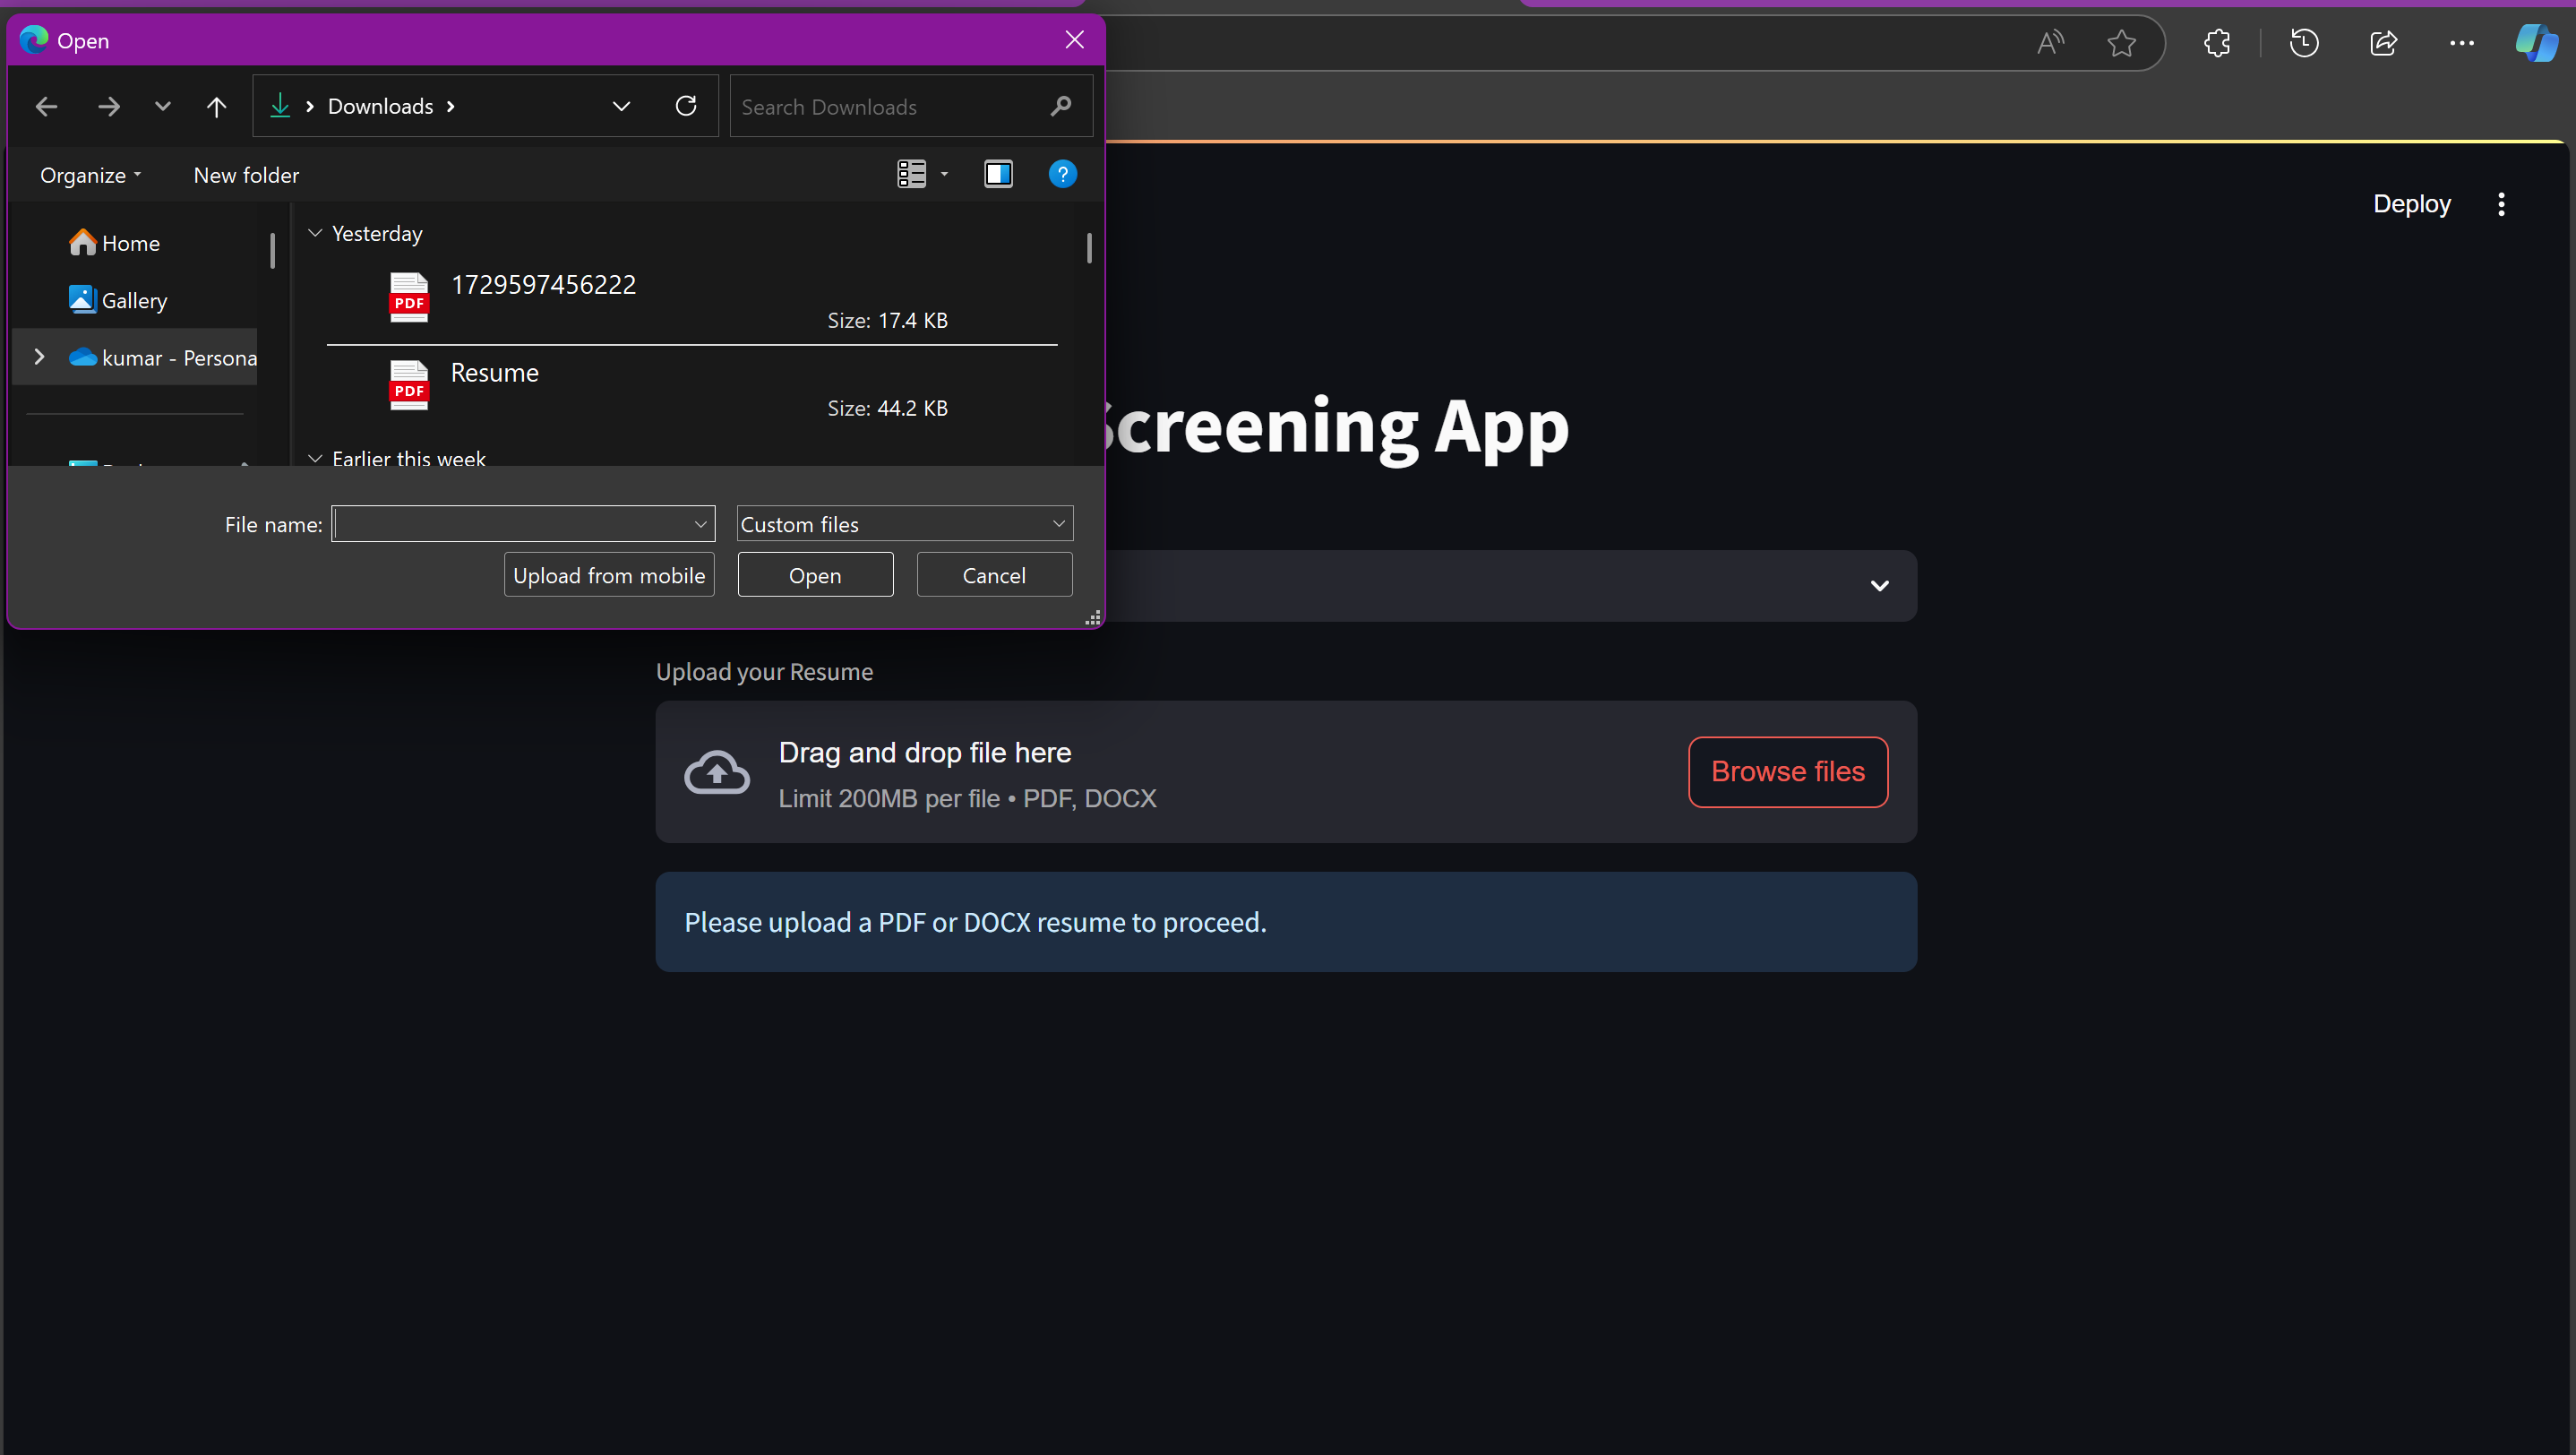 Open
Downloads
Search Downloads
Organize
New folder
Home
Gallery
kumar - Persona
Yesterday
PDF
1729597456222
Size: 17.4 KB
PDF
Resume
Size: 44.2 KB
Earlier this week
File name:
Custom files
Upload from mobile
Open
Cancel
Deploy
Screening App
Upload your Resume
Drag and drop file here
Limit 200MB per file • PDF, DOCX
Browse files
Please upload a PDF or DOCX resume to proceed.